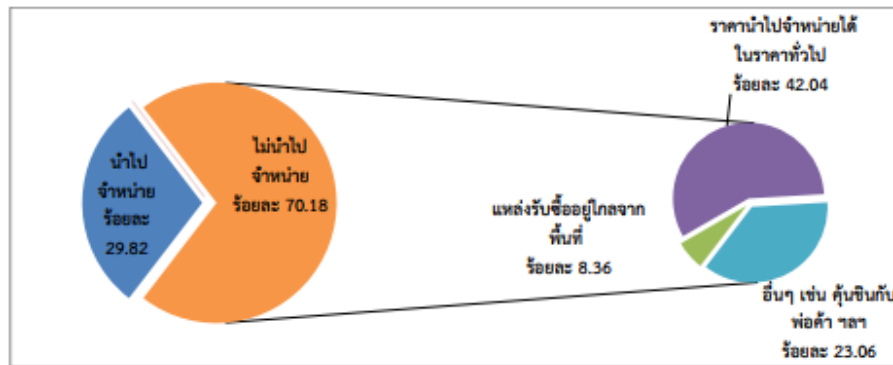 ราคานำไปจำหน่ายได้
ในราคาทั่วไป
ร้อยละ 42.04
นำไป
จำหน่าย
ร้อยละ
29.82
ไม่นำไป
จำหน่าย
ร้อยละ 70.18
แหล่งรับซื้ออยู่ไกลจาก
พื้นที่
ร้อยละ 8.36
อื่นๆ เช่น คุ้นชินกับ
พ่อค้า ฯลฯ
ร้อยละ 23.06